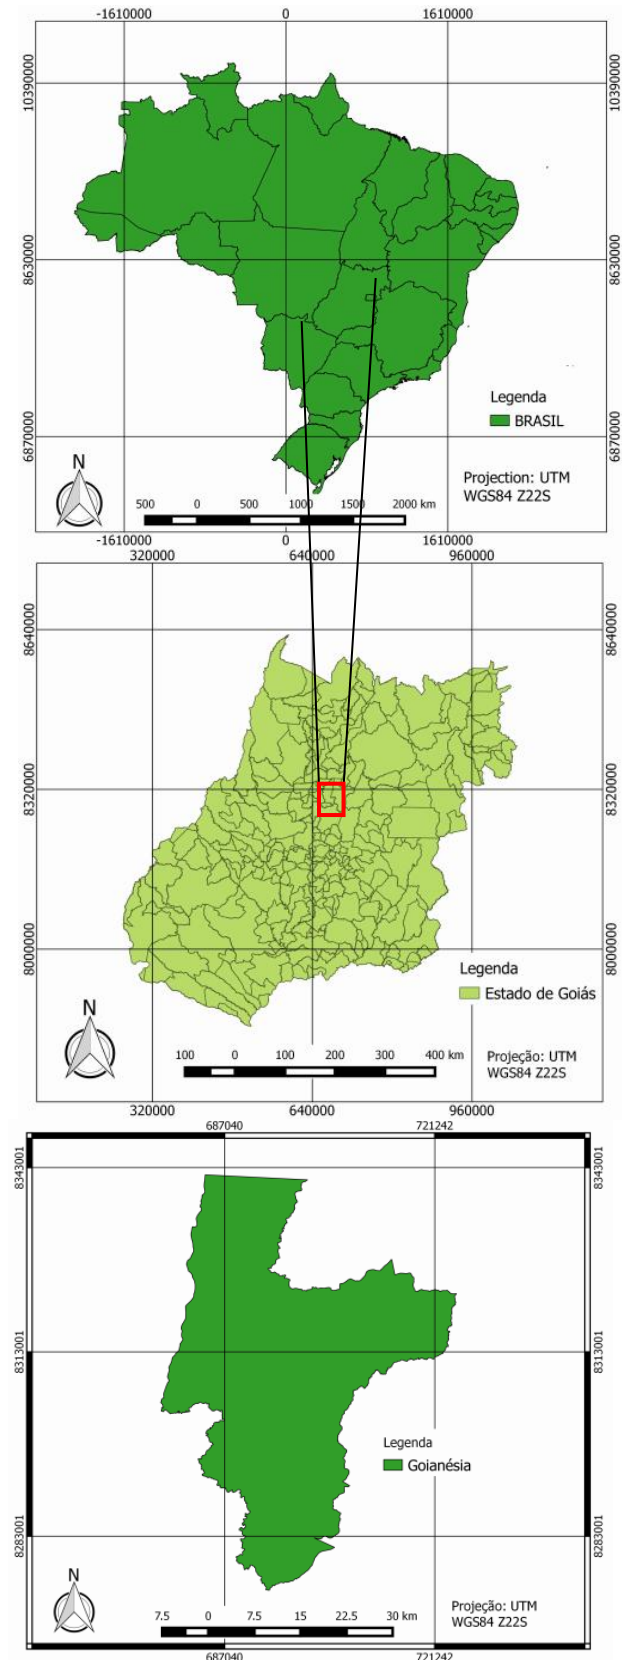 -1610000 0 1610000
10390000 10390000
8630000 8630000
Legenda
BRASIL
6870000 6870000
N
Projection: UTM
WGS84 Z22S
500 0 500 1000 1500 2000 km
-1610000 0 1610000
320000 640000 960000
8640000 8640000
8320000 8320000
8000000 8000000
Legenda
Estado de Goiás
N
100 0 100 200 300 400 km
Projeção: UTM
WGS84 Z22S
320000 640000 960000
687040 721242
8343001 8343001
8313001 8313001
Legenda
Goianésia
8283001 8283001
N
7.5 0 7.5 15 22.5 30 km
Projeção: UTM
WGS84 Z22S
687040 721242